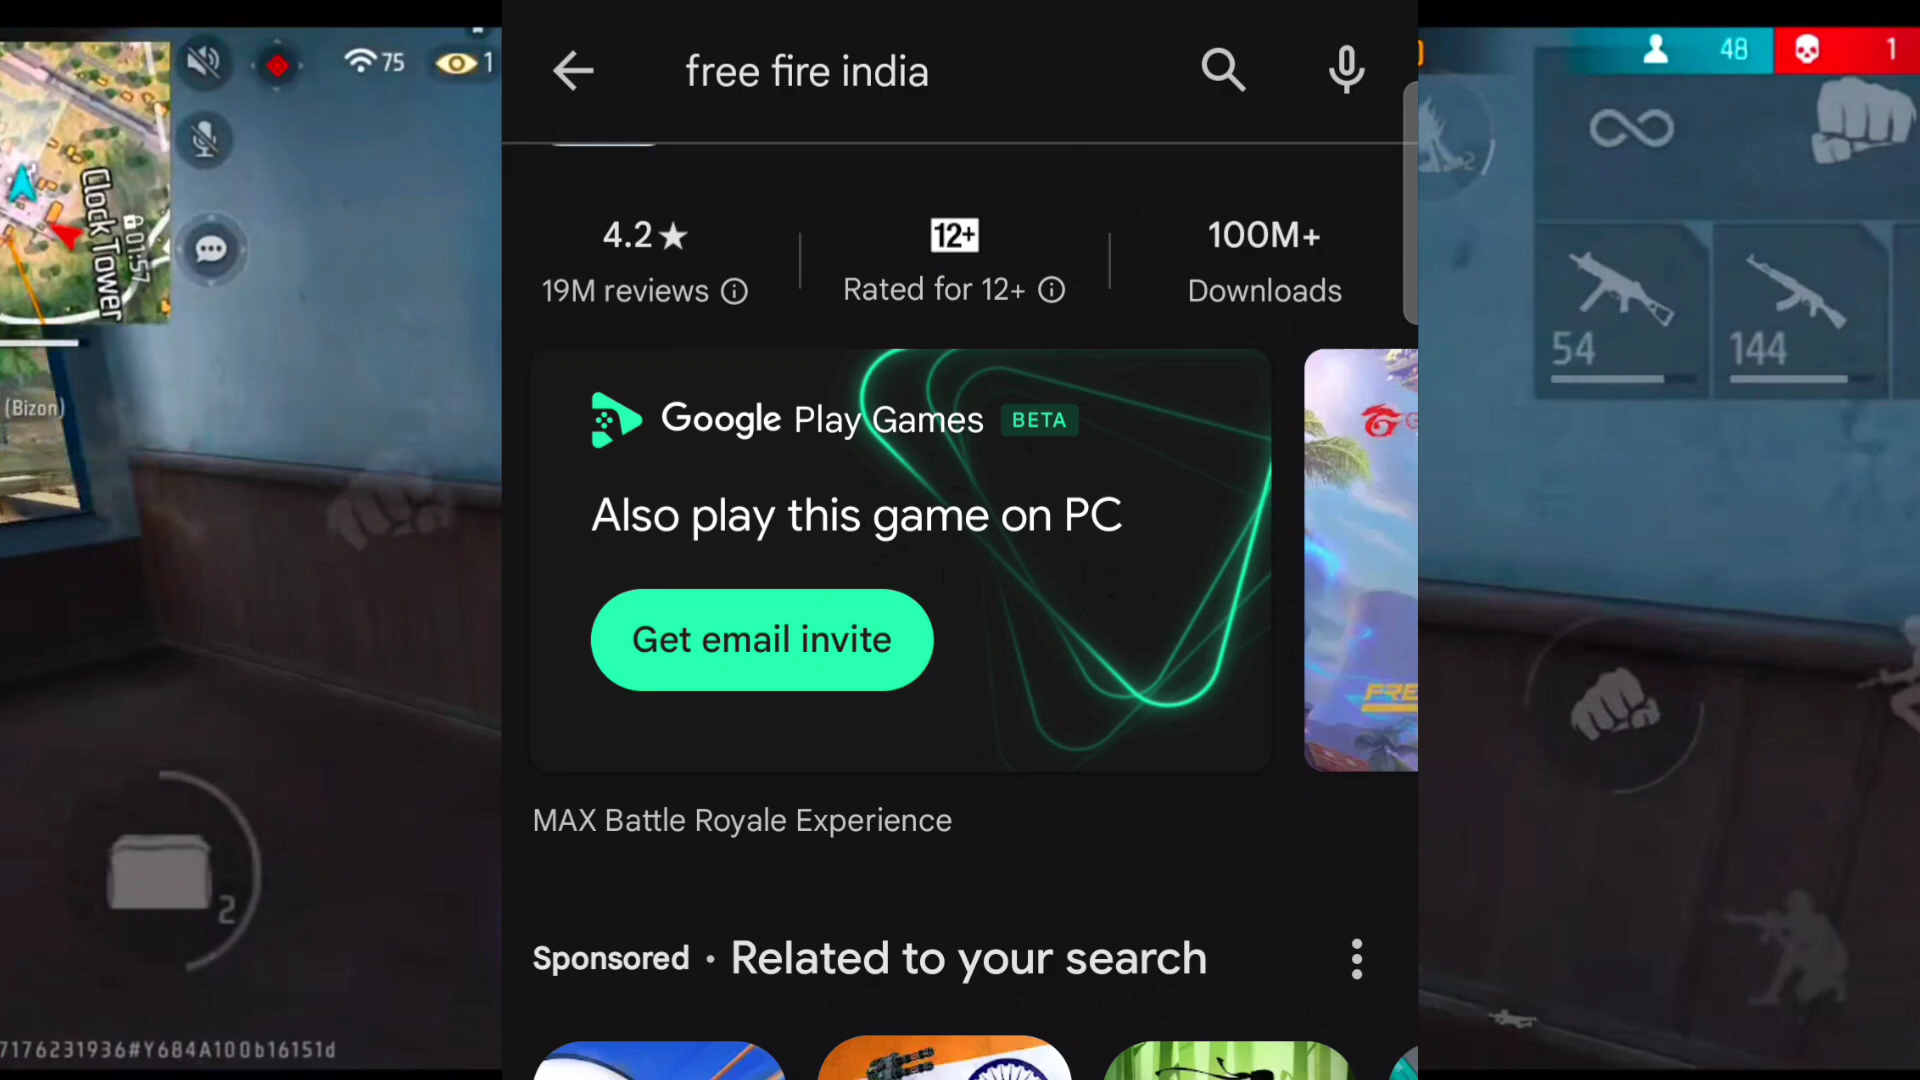 75
1
Clock Tower
01:57
(Bizon)
2
7176231936#Y684A100b16151d
free fire india
4.2★
19M reviews
12+
Rated for 12+
100M+
Downloads
Google Play Games BETA
Also play this game on PC
Get email invite
MAX Battle Royale Experience
Sponsored • Related to your search
48
1
2
54
144